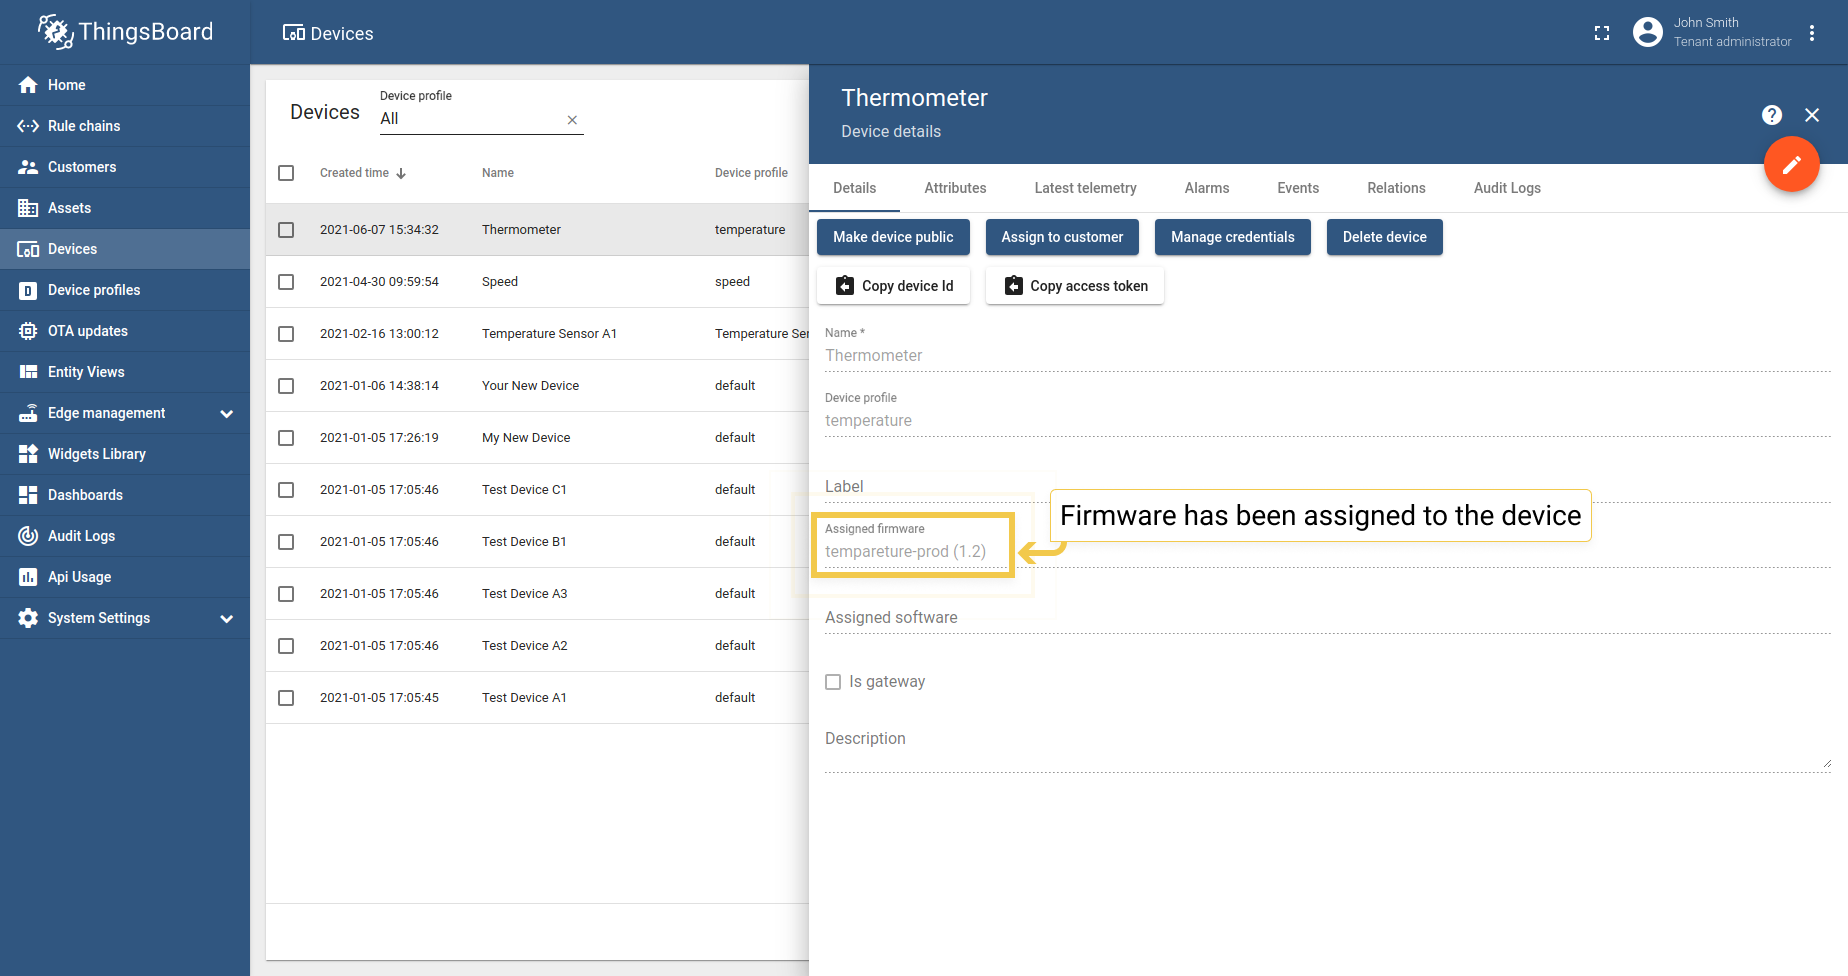 ThingsBoard
Devices
John Smith
Tenant administrator
Home
Rule chains
Customers
Assets
Devices
Device profiles
OTA updates
Entity Views
Edge management
Widgets Library
Dashboards
Audit Logs
Api Usage
System Settings
Devices
Device profile
All
Created time Name Device profile
2021-06-07 15:34:32 Thermometer temperature
2021-04-30 09:59:54 Speed speed
2021-02-16 13:00:12 Temperature Sensor A1 Temperature Ser
2021-01-06 14:38:14 Your New Device default
2021-01-05 17:26:19 My New Device default
2021-01-05 17:05:46 Test Device C1 default
2021-01-05 17:05:46 Test Device B1 default
2021-01-05 17:05:46 Test Device A3 default
2021-01-05 17:05:46 Test Device A2 default
2021-01-05 17:05:45 Test Device A1 default
Thermometer
Device details
Details Attributes Latest telemetry Alarms Events Relations Audit Logs
Make device public Assign to customer Manage credentials Delete device
Copy device Id Copy access token
Name *
Thermometer
Device profile
temperature
Label
Firmware has been assigned to the device
Assigned firmware
tempareture-prod (1.2)
Assigned software
Is gateway
Description